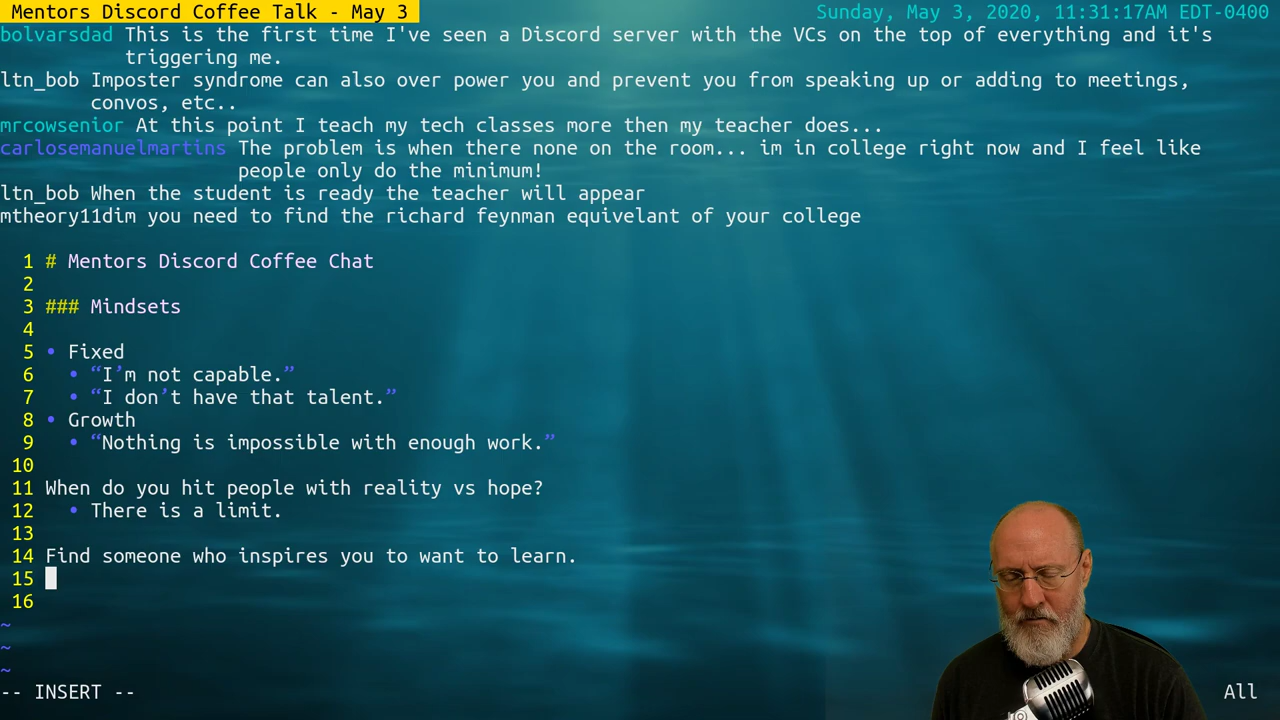 Mentors Discord Coffee Talk - May 3
Sunday, May 3, 2020, 11:31:17AM EDT-0400
bolvarsdad This is the first time I've seen a Discord server with the VCs on the top of everything and it's
triggering me.
ltn_bob Imposter syndrome can also over power you and prevent you from speaking up or adding to meetings,
convos, etc..
mrcowsenior At this point I teach my tech classes more then my teacher does...
carlosemanuelmartins The problem is when there none on the room... im in college right now and I feel like
people only do the minimum!
ltn_bob When the student is ready the teacher will appear
mtheory11dim you need to find the richard feynman equivelant of your college
1 # Mentors Discord Coffee Chat
2
3 ### Mindsets
4
5 • Fixed
6 • “I’m not capable.”
7 • “I don’t have that talent.”
8 • Growth
9 • “Nothing is impossible with enough work.”
10
11 When do you hit people with reality vs hope?
12 • There is a limit.
13
14 Find someone who inspires you to want to learn.
15
16
~
~
~
-- INSERT --
All